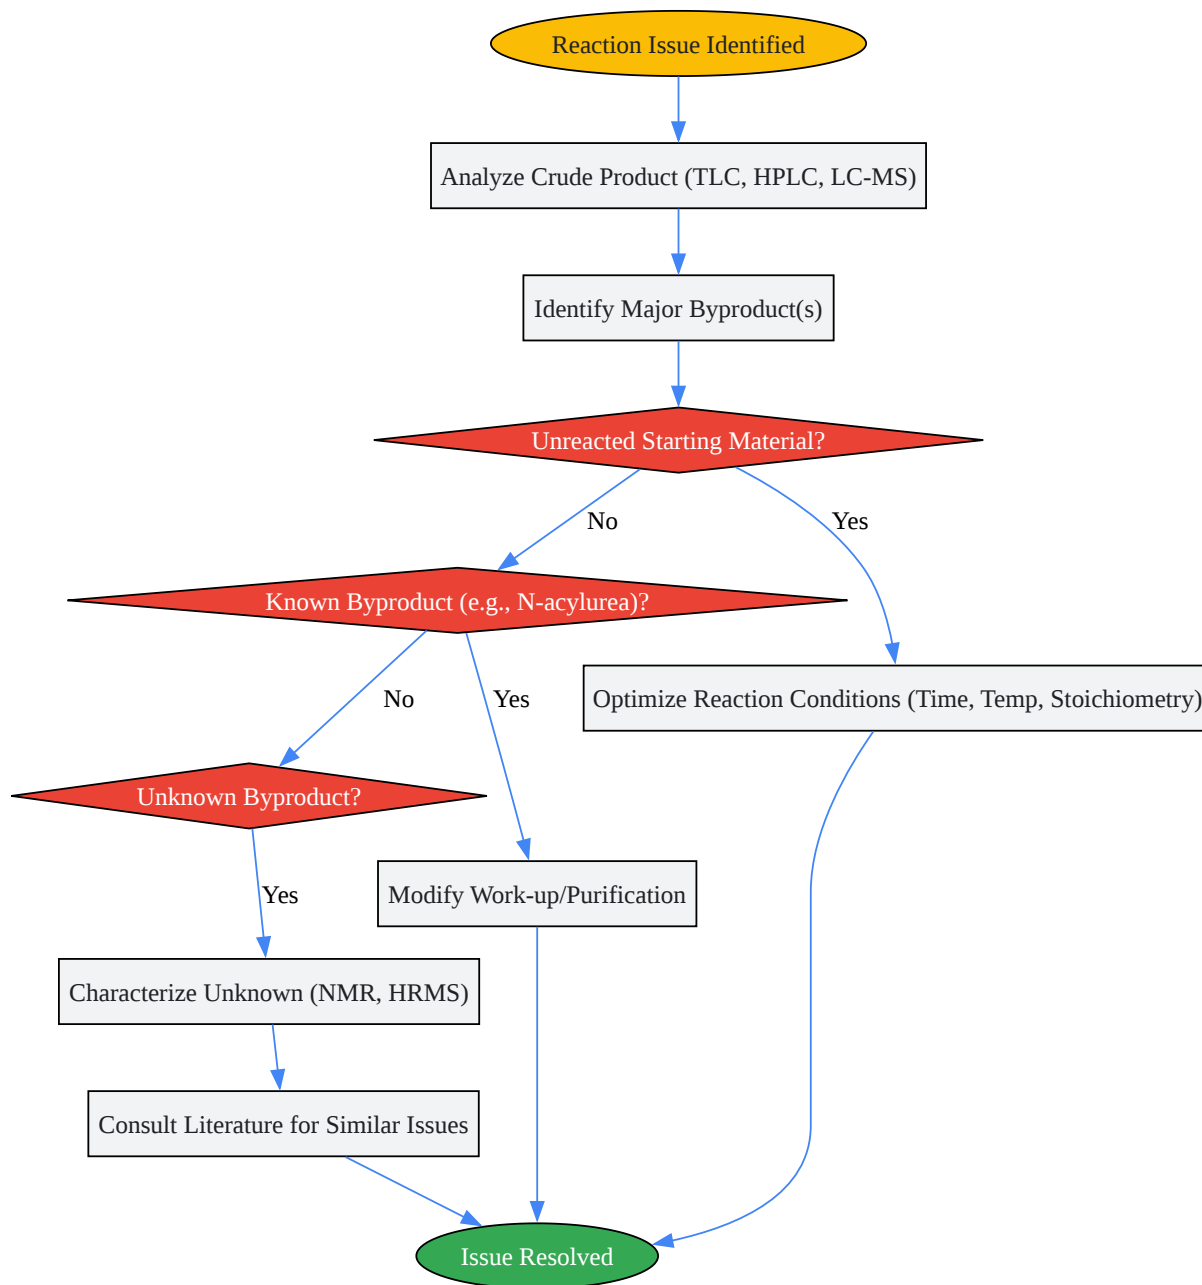 Reaction Issue Identified
Analyze Crude Product (TLC, HPLC, LC-MS)
Identify Major Byproduct(s)
Unreacted Starting Material?
No
Yes
Known Byproduct (e.g., N-acylurea)?
No
Yes
Optimize Reaction Conditions (Time, Temp, Stoichiometry)
Unknown Byproduct?
Yes
Modify Work-up/Purification
Characterize Unknown (NMR, HRMS)
Consult Literature for Similar Issues
Issue Resolved